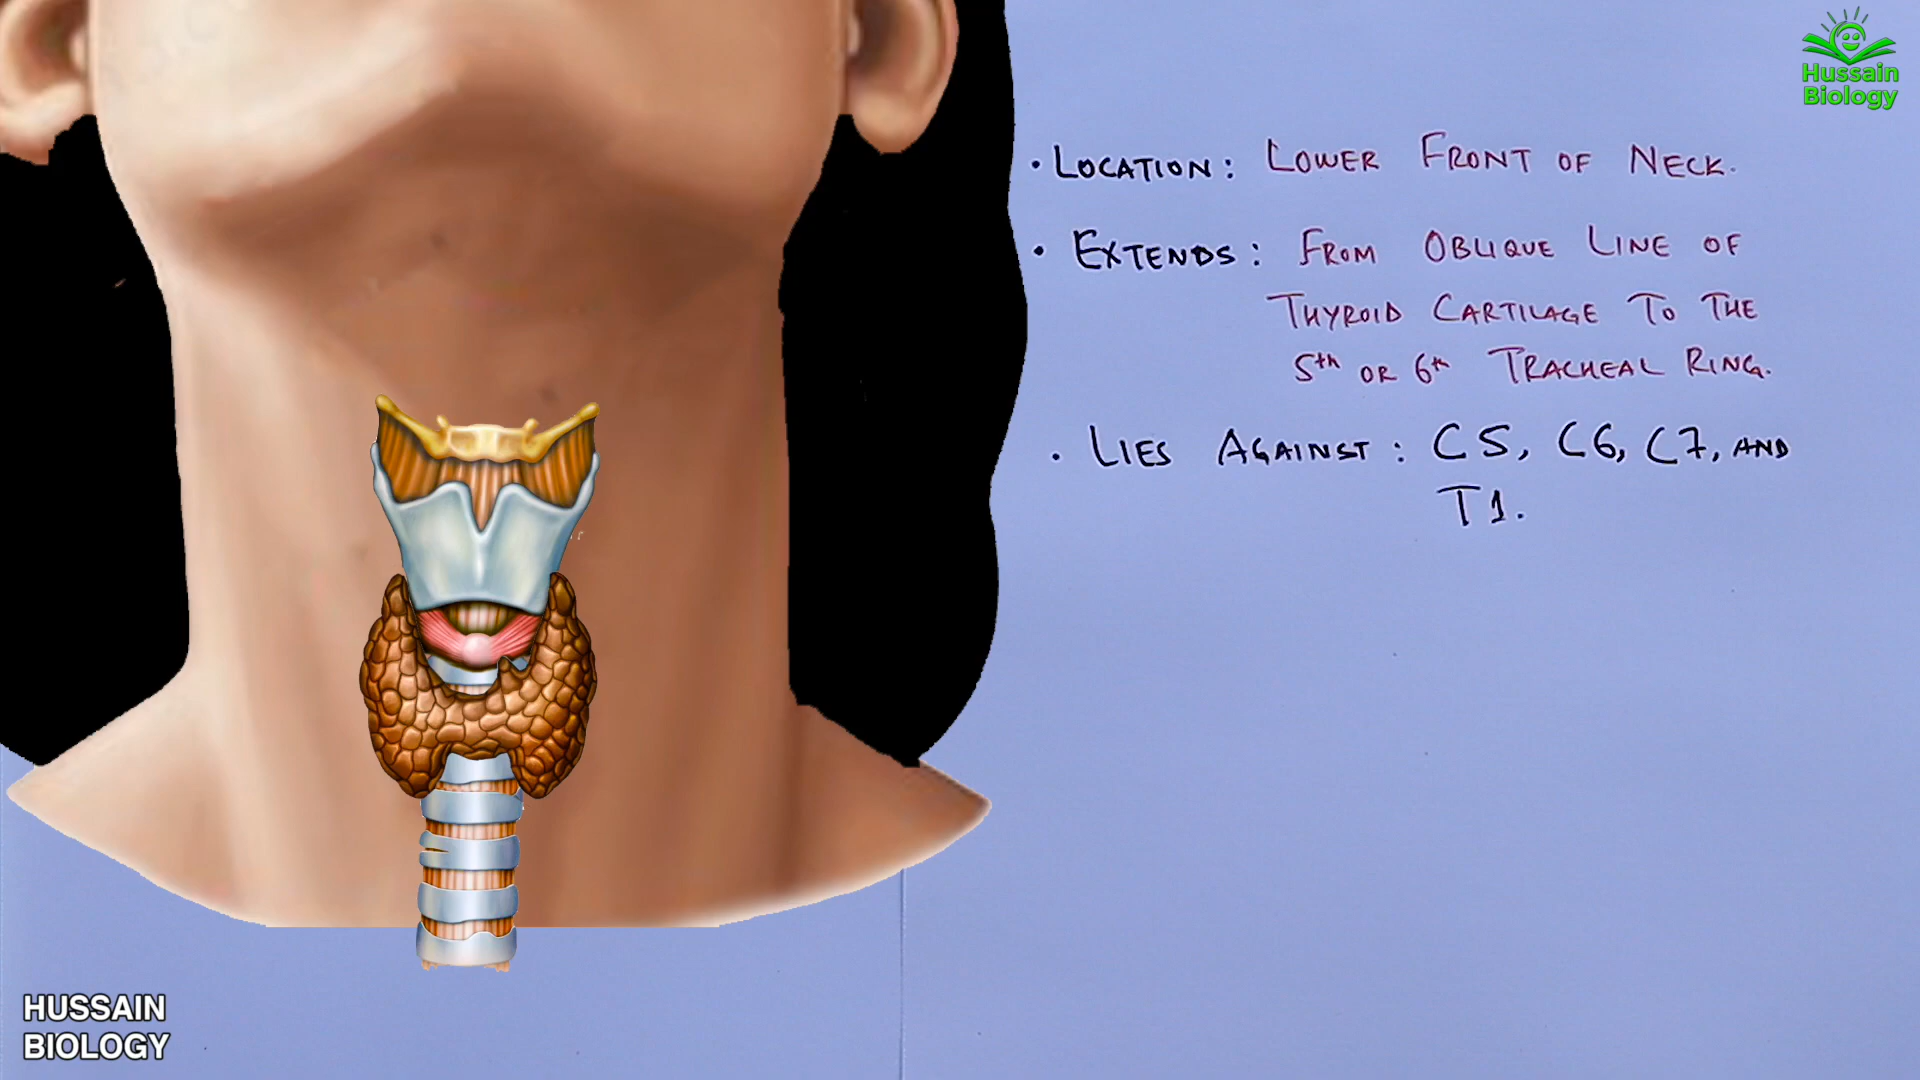 Hussain
Biology
• LOCATION: LOWER FRONT OF NECK.
• EXTENDS: FROM OBLIQUE LINE OF
THYROID CARTILAGE TO THE
5th OR 6th TRACHEAL RING.
• LIES AGAINST: C5, C6, C7, AND
T1.
HUSSAIN
BIOLOGY